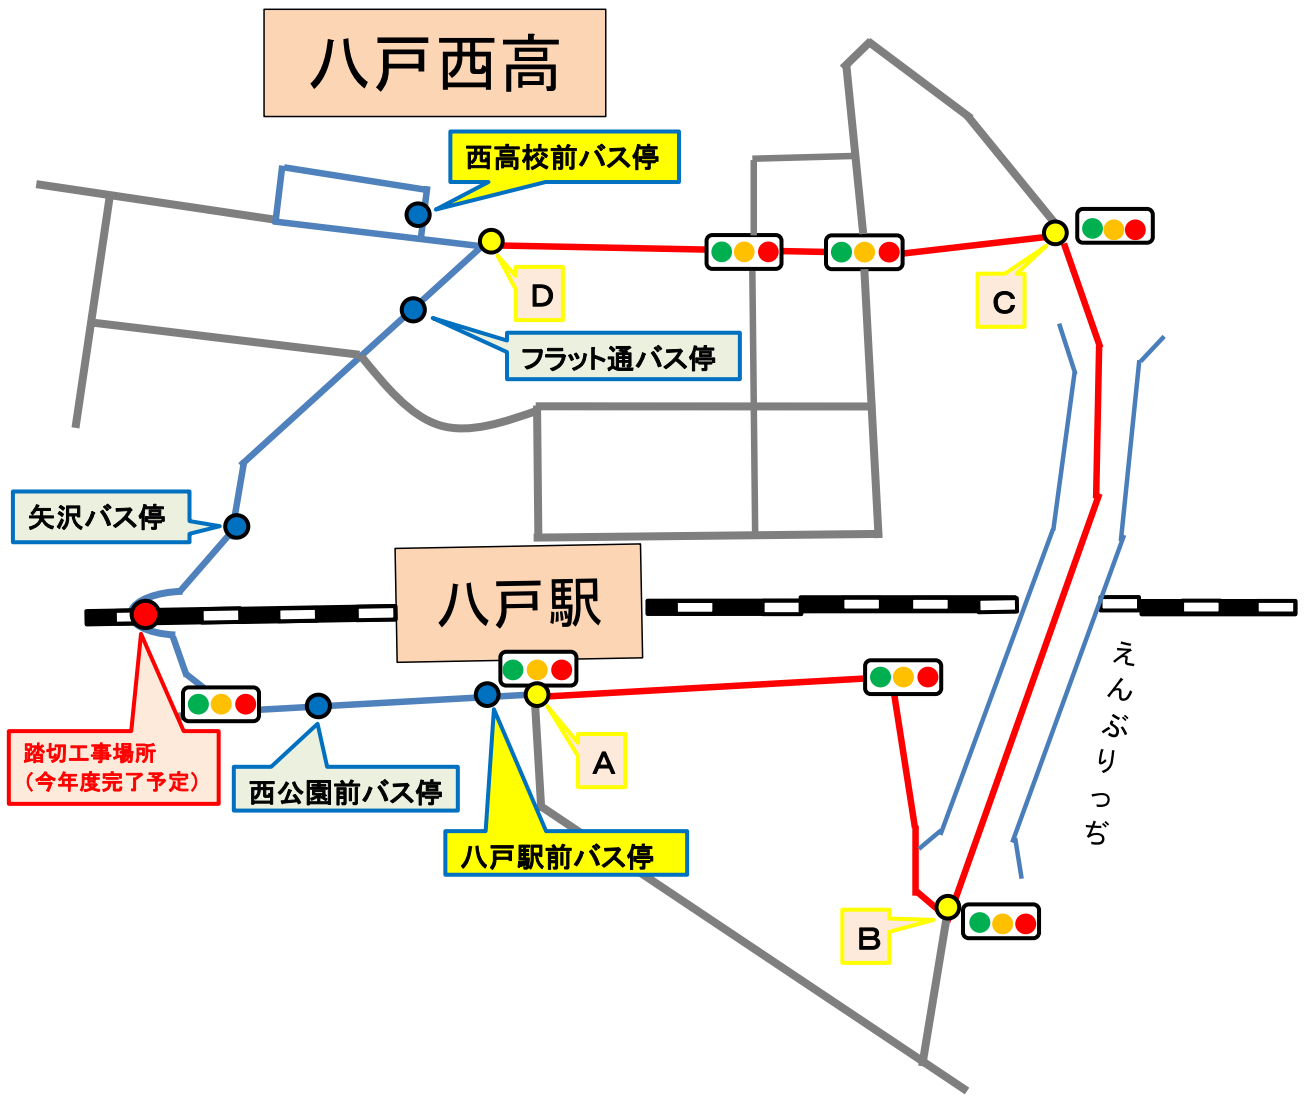 八戸西高
西高校前バス停
D
C
フラット通バス停
矢沢バス停
八戸駅
えんぶりっぢ
踏切工事場所
（今年度完了予定）
A
西公園前バス停
八戸駅前バス停
B